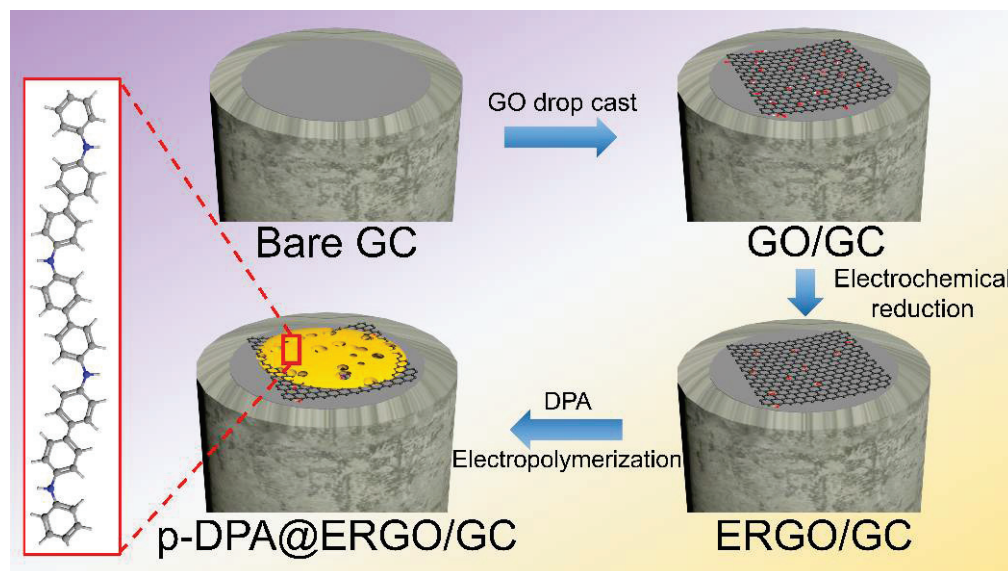 GO drop cast
Bare GC
GO/GC
Electrochemical
reduction
DPA
Electropolymerization
p-DPA@ERGO/GC
ERGO/GC